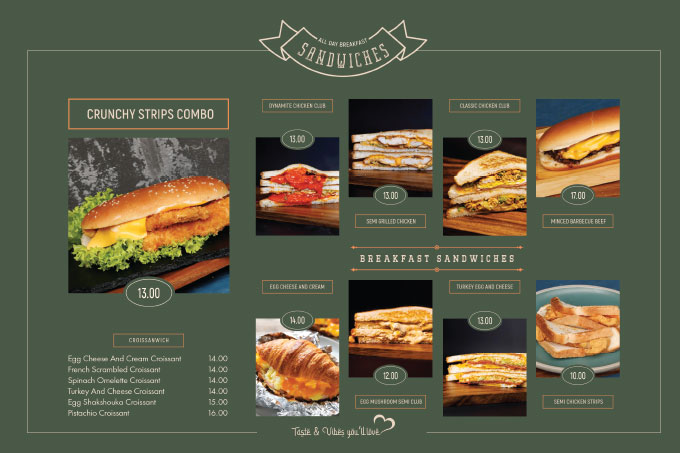 ALL DAY BREAKFAST
SANDWICHES
CRUNCHY STRIPS COMBO
13.00
DYNAMITE CHICKEN CLUB
13.00
13.00
SEMI GRILLED CHICKEN
CLASSIC CHICKEN CLUB
13.00
17.00
MINCED BARBECUE BEEF
BREAKFAST SANDWICHES
EGG CHEESE AND CREAM
14.00
12.00
EGG MUSHROOM SEMI CLUB
TURKEY EGG AND CHEESE
13.00
10.00
SEMI CHICKEN STRIPS
CROISSANWICH
Egg Cheese And Cream Croissant 14.00
French Scrambled Croissant 14.00
Spinach Omelette Croissant 14.00
Turkey And Cheese Croissant 14.00
Egg Shakshouka Croissant 15.00
Pistachio Croissant 16.00
Taste & Vibes you'll love